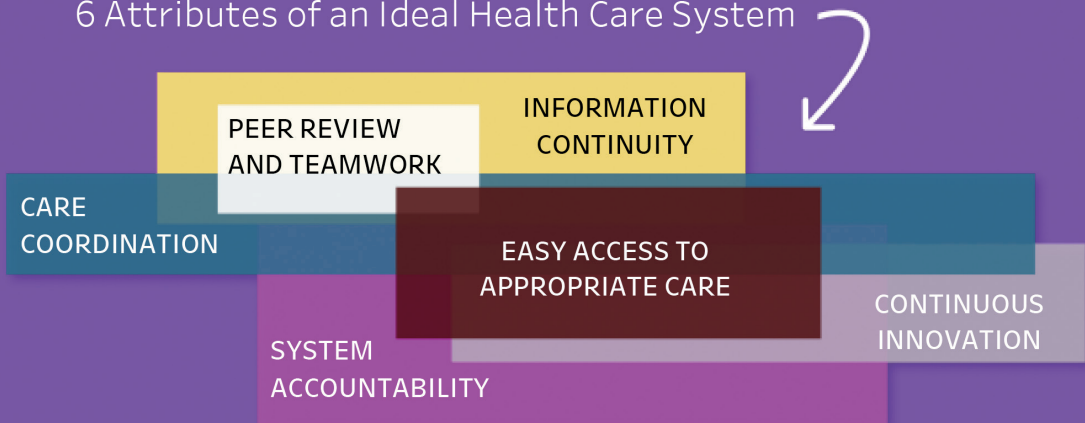 6 Attributes of an Ideal Health Care System
PEER REVIEW
AND TEAMWORK
INFORMATION
CONTINUITY
CARE
COORDINATION
EASY ACCESS TO
APPROPRIATE CARE
CONTINUOUS
INNOVATION
SYSTEM
ACCOUNTABILITY